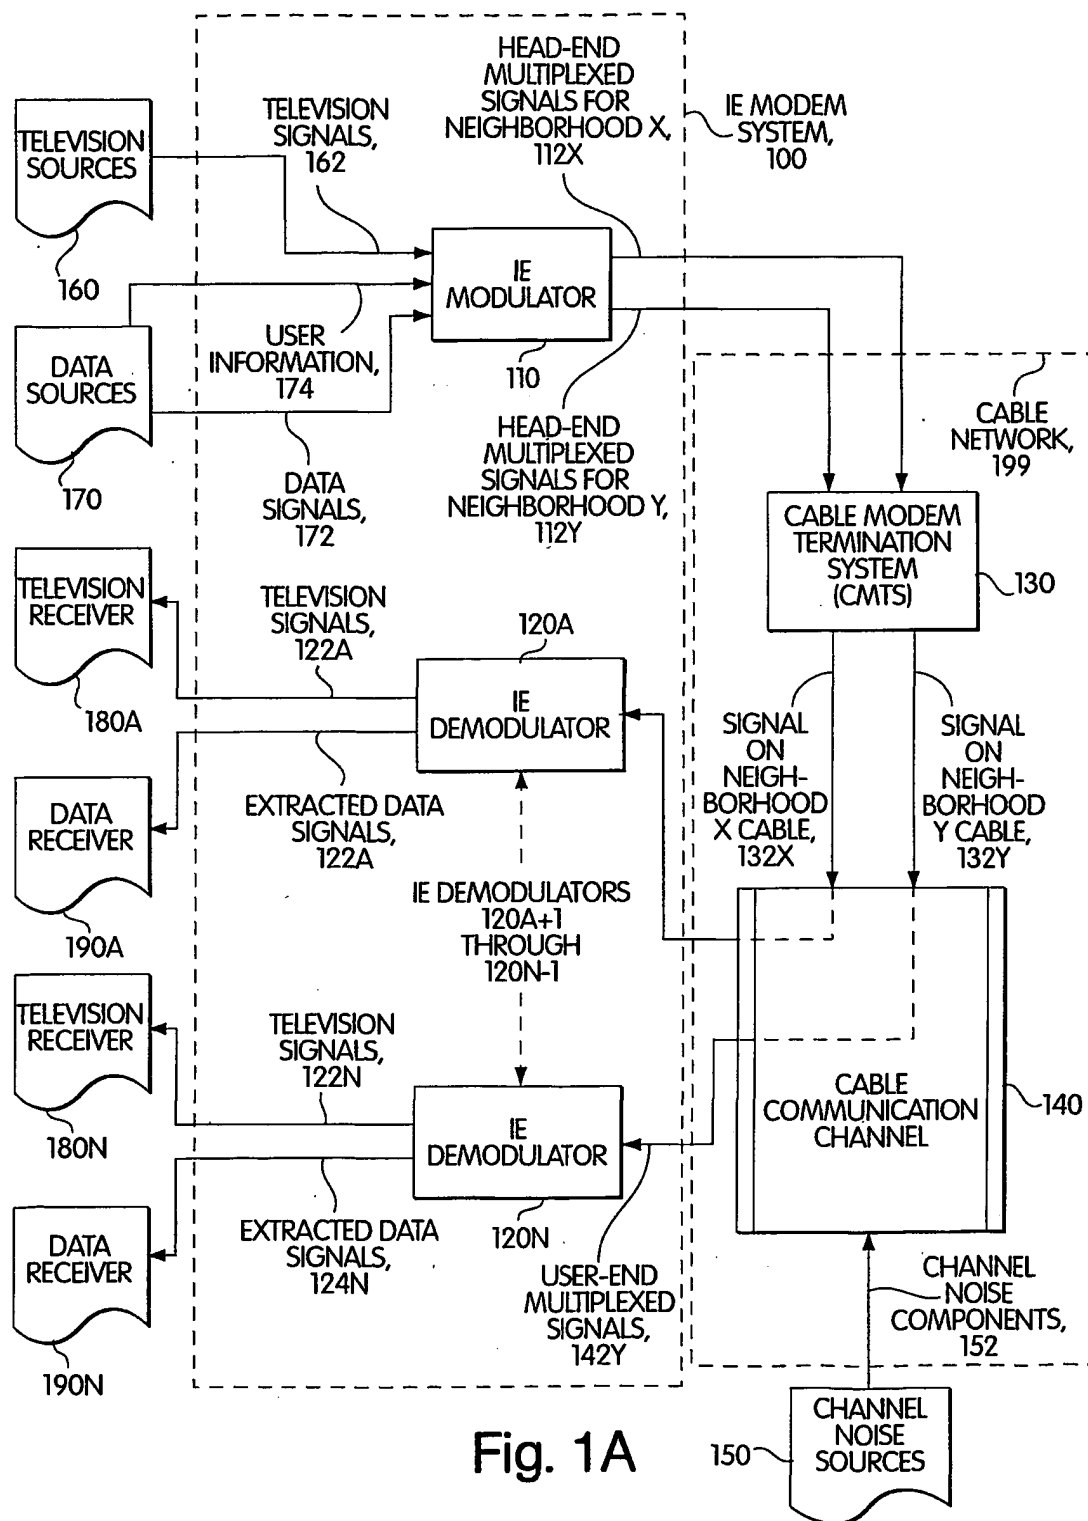 HEAD-END
MULTIPLEXED
SIGNALS FOR
NEIGHBORHOOD X,
112X
IE MODEM
SYSTEM,
100
TELEVISION
SIGNALS,
162
TELEVISION
SOURCES
160
IE
MODULATOR
110
USER
INFORMATION,
174
DATA
SOURCES
170
DATA
SIGNALS,
172
HEAD-END
MULTIPLEXED
SIGNALS FOR
NEIGHBORHOOD Y,
112Y
CABLE
NETWORK,
199
CABLE MODEM
TERMINATION
SYSTEM
(CMTS)
130
TELEVISION
RECEIVER
180A
TELEVISION
SIGNALS,
122A
120A
IE
DEMODULATOR
SIGNAL
ON
NEIGH-
BORHOOD
X CABLE,
132X
SIGNAL
ON
NEIGH-
BORHOOD
Y CABLE,
132Y
DATA
RECEIVER
190A
EXTRACTED DATA
SIGNALS,
122A
IE DEMODULATORS
120A+1
THROUGH
120N-1
TELEVISION
RECEIVER
180N
TELEVISION
SIGNALS,
122N
IE
DEMODULATOR
120N
CABLE
COMMUNICATION
CHANNEL
140
DATA
RECEIVER
190N
EXTRACTED DATA
SIGNALS,
124N
USER-END
MULTIPLEXED
SIGNALS,
142Y
CHANNEL
NOISE
COMPONENTS,
152
CHANNEL
NOISE
SOURCES
150
Fig. 1A